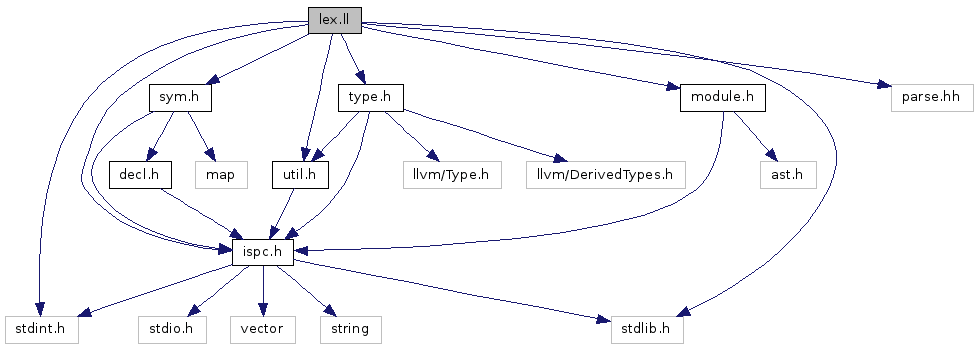 lex.ll
sym.h
type.h
module.h
parse.hh
decl.h
map
util.h
llvm/Type.h
llvm/DerivedTypes.h
ast.h
ispc.h
stdint.h
stdio.h
vector
string
stdlib.h